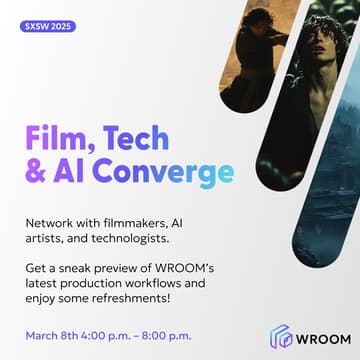 SXSW 2025
Film, Tech
& AI Converge
Network with filmmakers, AI
artists, and technologists.
Get a sneak preview of WROOM's
latest production workflows and
enjoy some refreshments!
March 8th 4:00 p.m. – 8:00 p.m.
WROOM